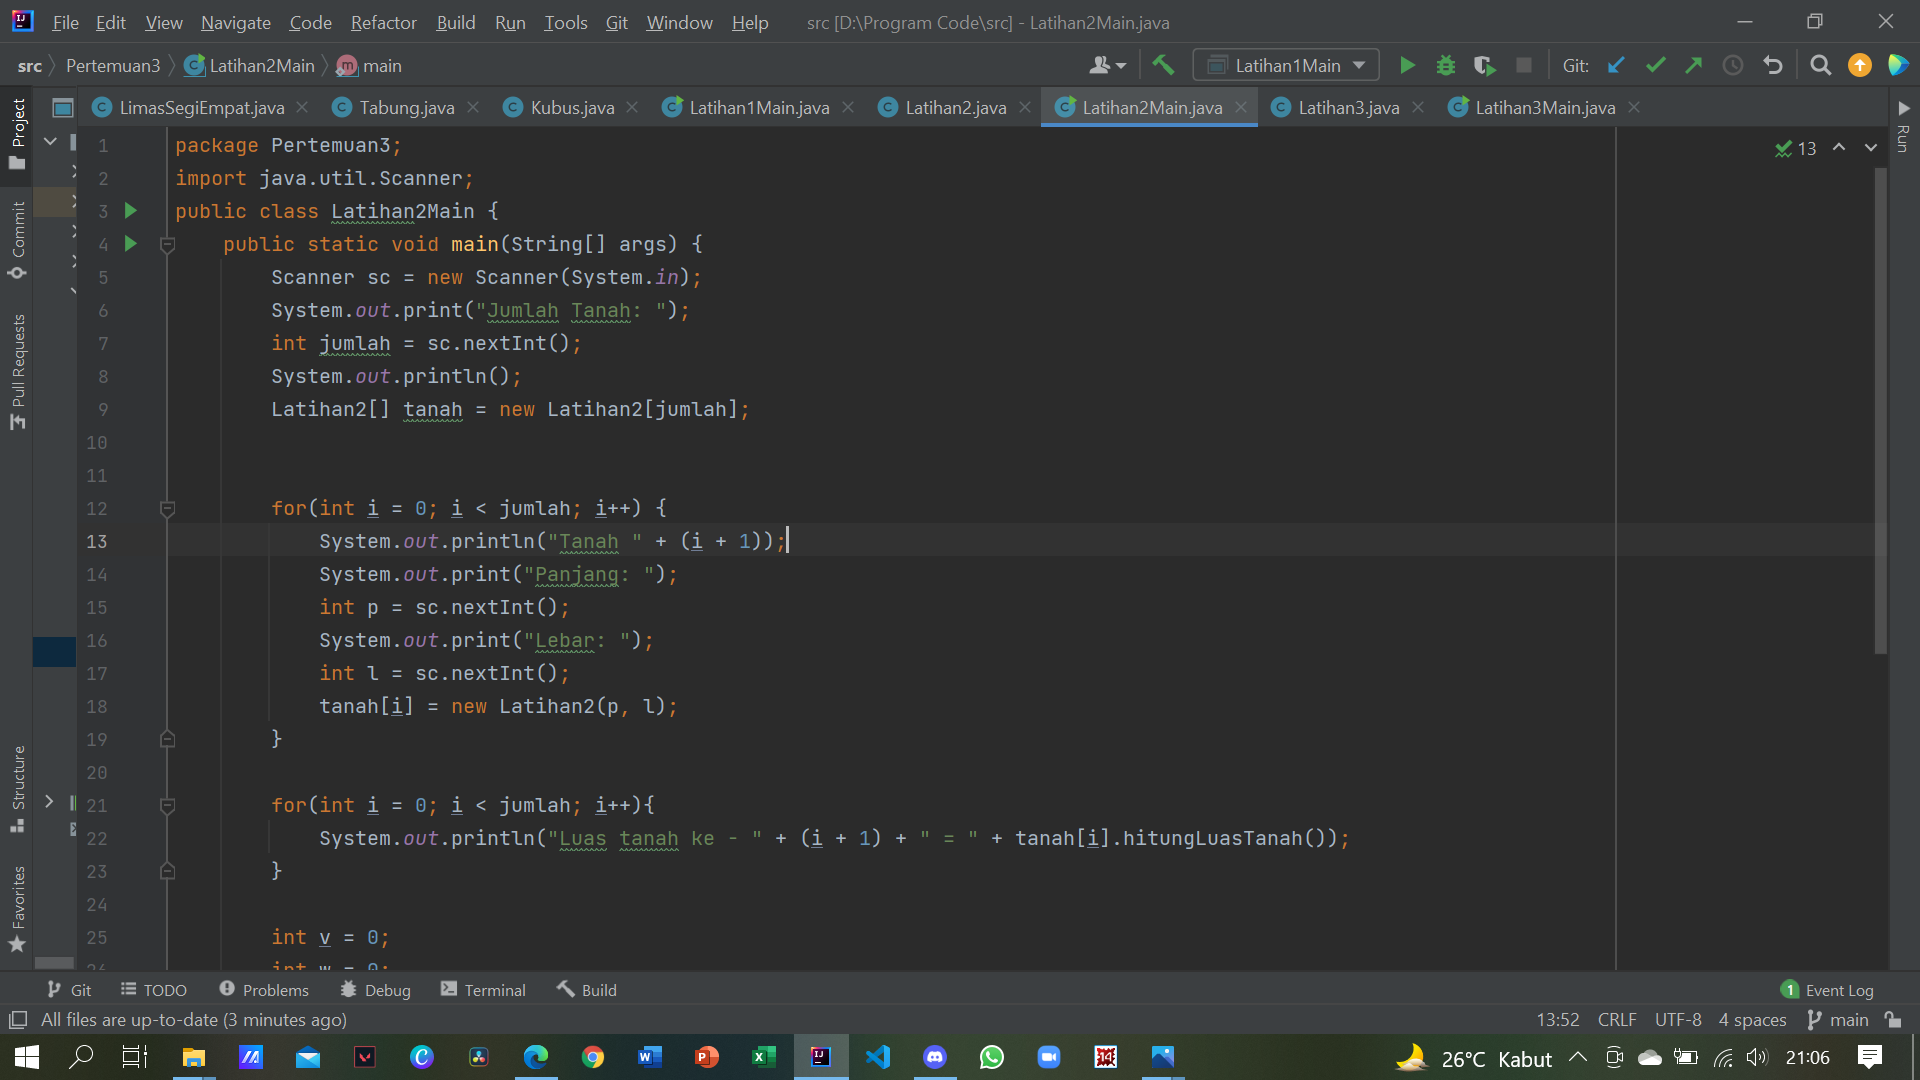 File Edit View Navigate Code Refactor Build Run Tools Git Window Help src [D:\Program Code\src] - Latihan2Main.java
src Pertemuan3 Latihan2Main main Latihan1Main Git:
LimasSegiEmpat.java Tabung.java Kubus.java Latihan1Main.java Latihan2.java Latihan2Main.java Latihan3.java Latihan3Main.java
Project
Commit
Pull Requests
Structure
Favorites
Run
13
1 package Pertemuan3;
2 import java.util.Scanner;
3 public class Latihan2Main {
4 public static void main(String[] args) {
5 Scanner sc = new Scanner(System.in);
6 System.out.print("Jumlah Tanah: ");
7 int jumlah = sc.nextInt();
8 System.out.println();
9 Latihan2[] tanah = new Latihan2[jumlah];
10
11
12 for(int i = 0; i < jumlah; i++) {
13 System.out.println("Tanah " + (i + 1));
14 System.out.print("Panjang: ");
15 int p = sc.nextInt();
16 System.out.print("Lebar: ");
17 int l = sc.nextInt();
18 tanah[i] = new Latihan2(p, l);
19 }
20
21 for(int i = 0; i < jumlah; i++){
22 System.out.println("Luas tanah ke - " + (i + 1) + " = " + tanah[i].hitungLuasTanah());
23 }
24
25 int v = 0;
26 int w = 0;
Git TODO Problems Debug Terminal Build 1 Event Log
All files are up-to-date (3 minutes ago) 13:52 CRLF UTF-8 4 spaces main
26°C Kabut 21:06